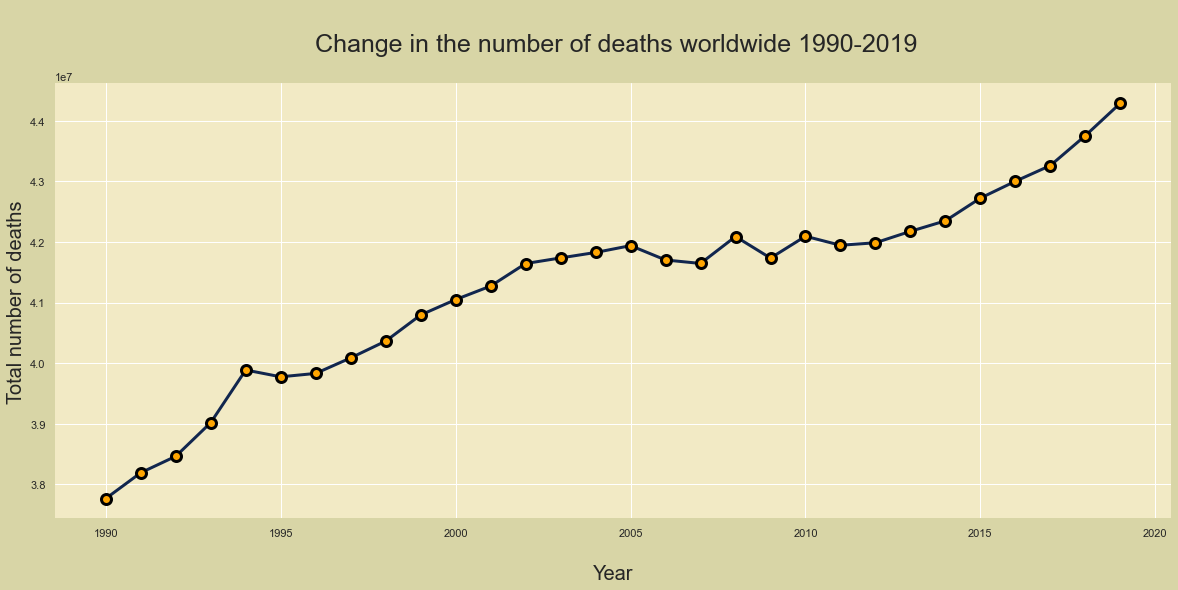 Change in the number of deaths worldwide 1990-2019
1e7
4.4
4.3
4.2
4.1
4.0
3.9
3.8
Total number of deaths
1990 1995 2000 2005 2010 2015 2020
Year